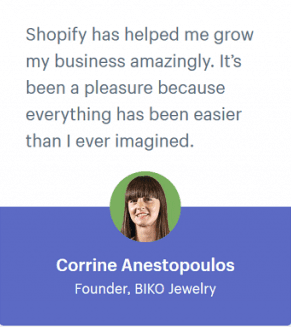 Shopify has helped me grow
my business amazingly. It’s
been a pleasure because
everything has been easier
than I ever imagined.
Corrine Anestopoulos
Founder, BIKO Jewelry